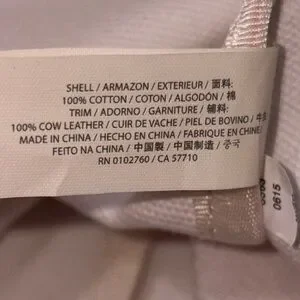 SHELL / ARMAZON / EXTERIEUR / 面料:
100% COTTON / COTON / ALGODÓN / 棉
TRIM / ADORNO / GARNITURE / 辅料:
100% COW LEATHER / CUIR DE VACHE / PIEL DE BOVINO / 牛
MADE IN CHINA / HECHO EN CHINA / FABRIQUE EN CHINE/
FEITO NA CHINA / 中国製 / 中国制造 / 중국
RN 0102760 / CA 57710
0615